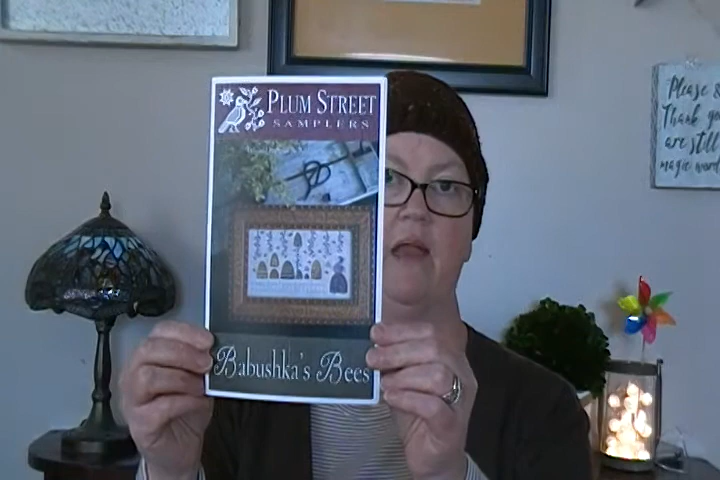 PLUM STREET
SAMPLERS
Babushka's Bees
Please &
Thank you
are still
magic words